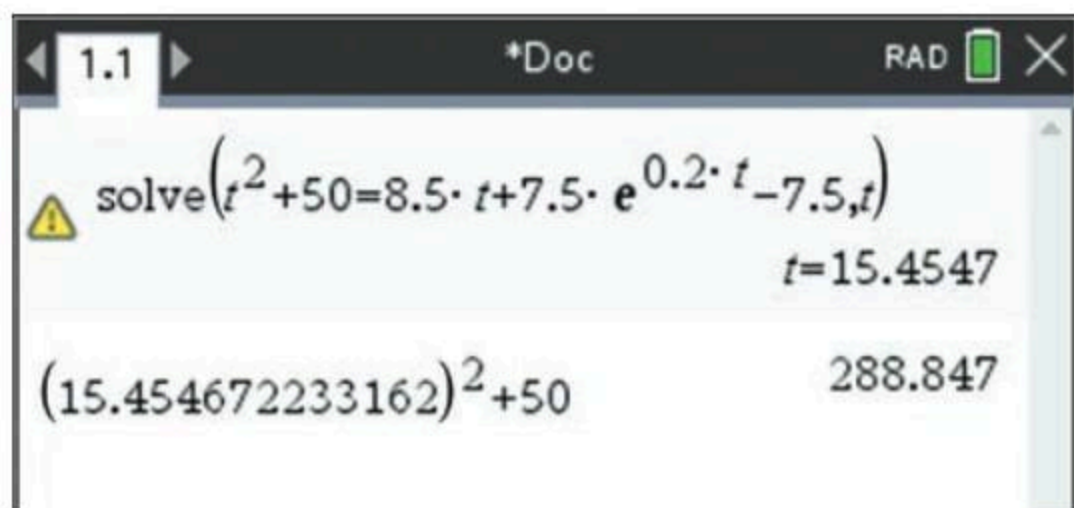 1.1 *Doc RAD
solve(t²+50=8.5·t+7.5·e^0.2·t−7.5,t)
t=15.4547
(15.454672233162)²+50 288.847